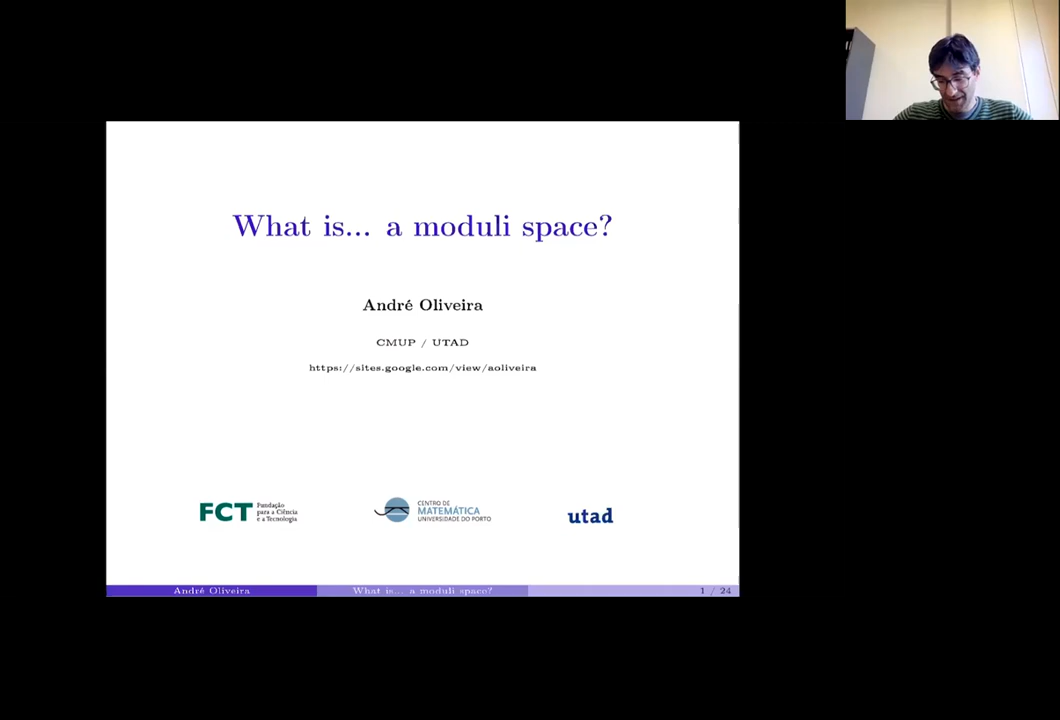 What is... a moduli space?
André Oliveira
CMUP / UTAD
https://sites.google.com/view/aoliveira
FCT Fundação
para a Ciência
e a Tecnologia
CENTRO DE
MATEMÁTICA
UNIVERSIDADE DO PORTO
utad
André Oliveira
What is... a moduli space?
1 / 24